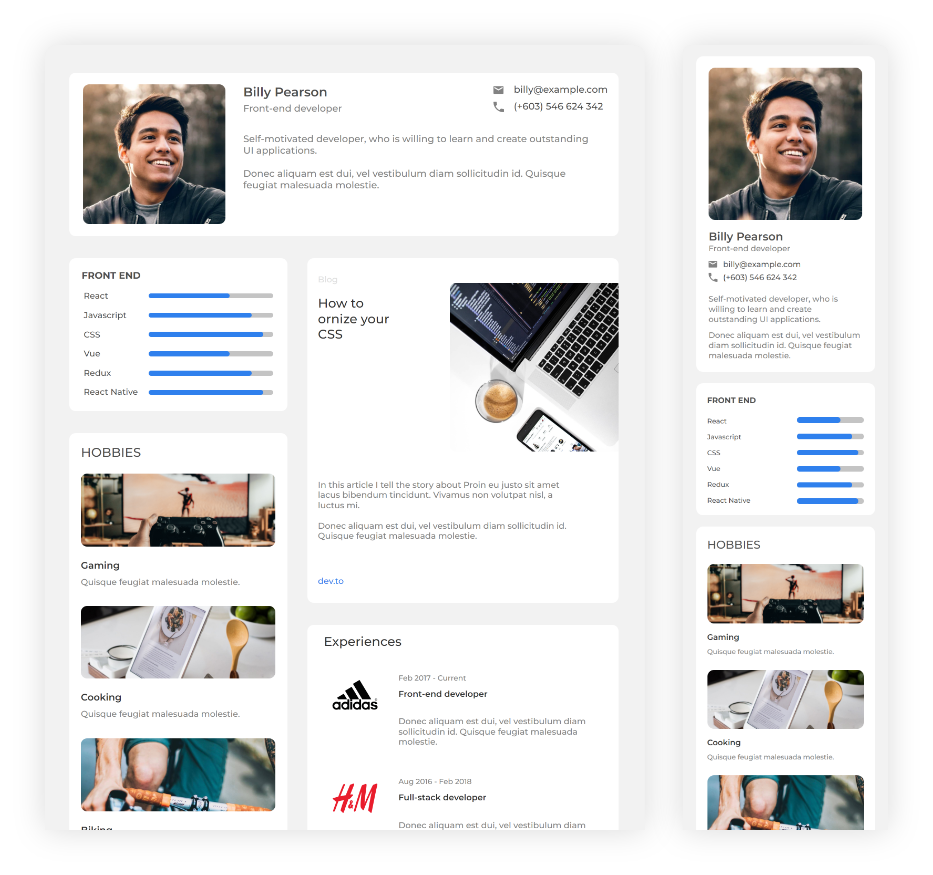 Billy Pearson
Front-end developer
billy@example.com
(+603) 546 624 342
Self-motivated developer, who is willing to learn and create outstanding
UI applications.
Donec aliquam est dui, vel vestibulum diam sollicitudin id. Quisque
feugiat malesuada molestie.
FRONT END
React
Javascript
CSS
Vue
Redux
React Native
HOBBIES
Gaming
Quisque feugiat malesuada molestie.
Cooking
Quisque feugiat malesuada molestie.
Biking
Blog
How to
ornize your
CSS
In this article I tell the story about Proin eu justo sit amet
lacus bibendum tincidunt. Vivamus non volutpat nisl, a
luctus mi.
Donec aliquam est dui, vel vestibulum diam sollicitudin id.
Quisque feugiat malesuada molestie.
dev.to
Experiences
adidas
Feb 2017 - Current
Front-end developer
Donec aliquam est dui, vel vestibulum diam
sollicitudin id. Quisque feugiat malesuada
molestie.
H&M
Aug 2016 - Feb 2018
Full-stack developer
Donec aliquam est dui, vel vestibulum diam
Billy Pearson
Front-end developer
billy@example.com
(+603) 546 624 342
Self-motivated developer, who is
willing to learn and create
outstanding UI applications.
Donec aliquam est dui, vel vestibulum
diam sollicitudin id. Quisque feugiat
malesuada molestie.
FRONT END
React
Javascript
CSS
Vue
Redux
React Native
HOBBIES
Gaming
Quisque feugiat malesuada molestie.
Cooking
Quisque feugiat malesuada molestie.